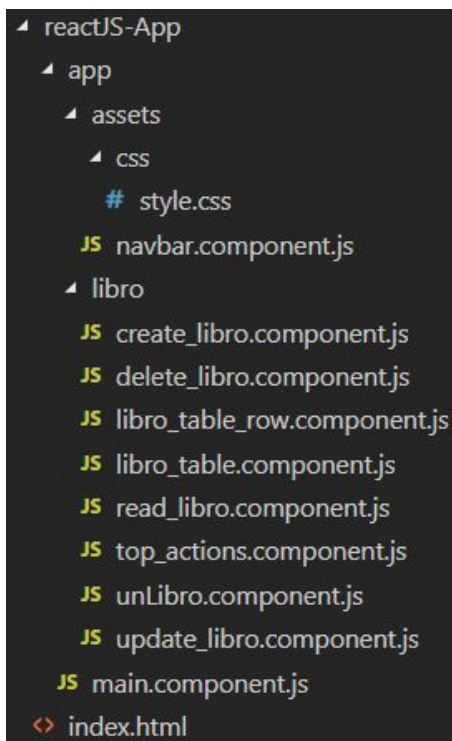 reactJS-App
app
assets
css
# style.css
JS navbar.component.js
libro
JS create_libro.component.js
JS delete_libro.component.js
JS libro_table_row.component.js
JS libro_table.component.js
JS read_libro.component.js
JS top_actions.component.js
JS unLibro.component.js
JS update_libro.component.js
JS main.component.js
<> index.html